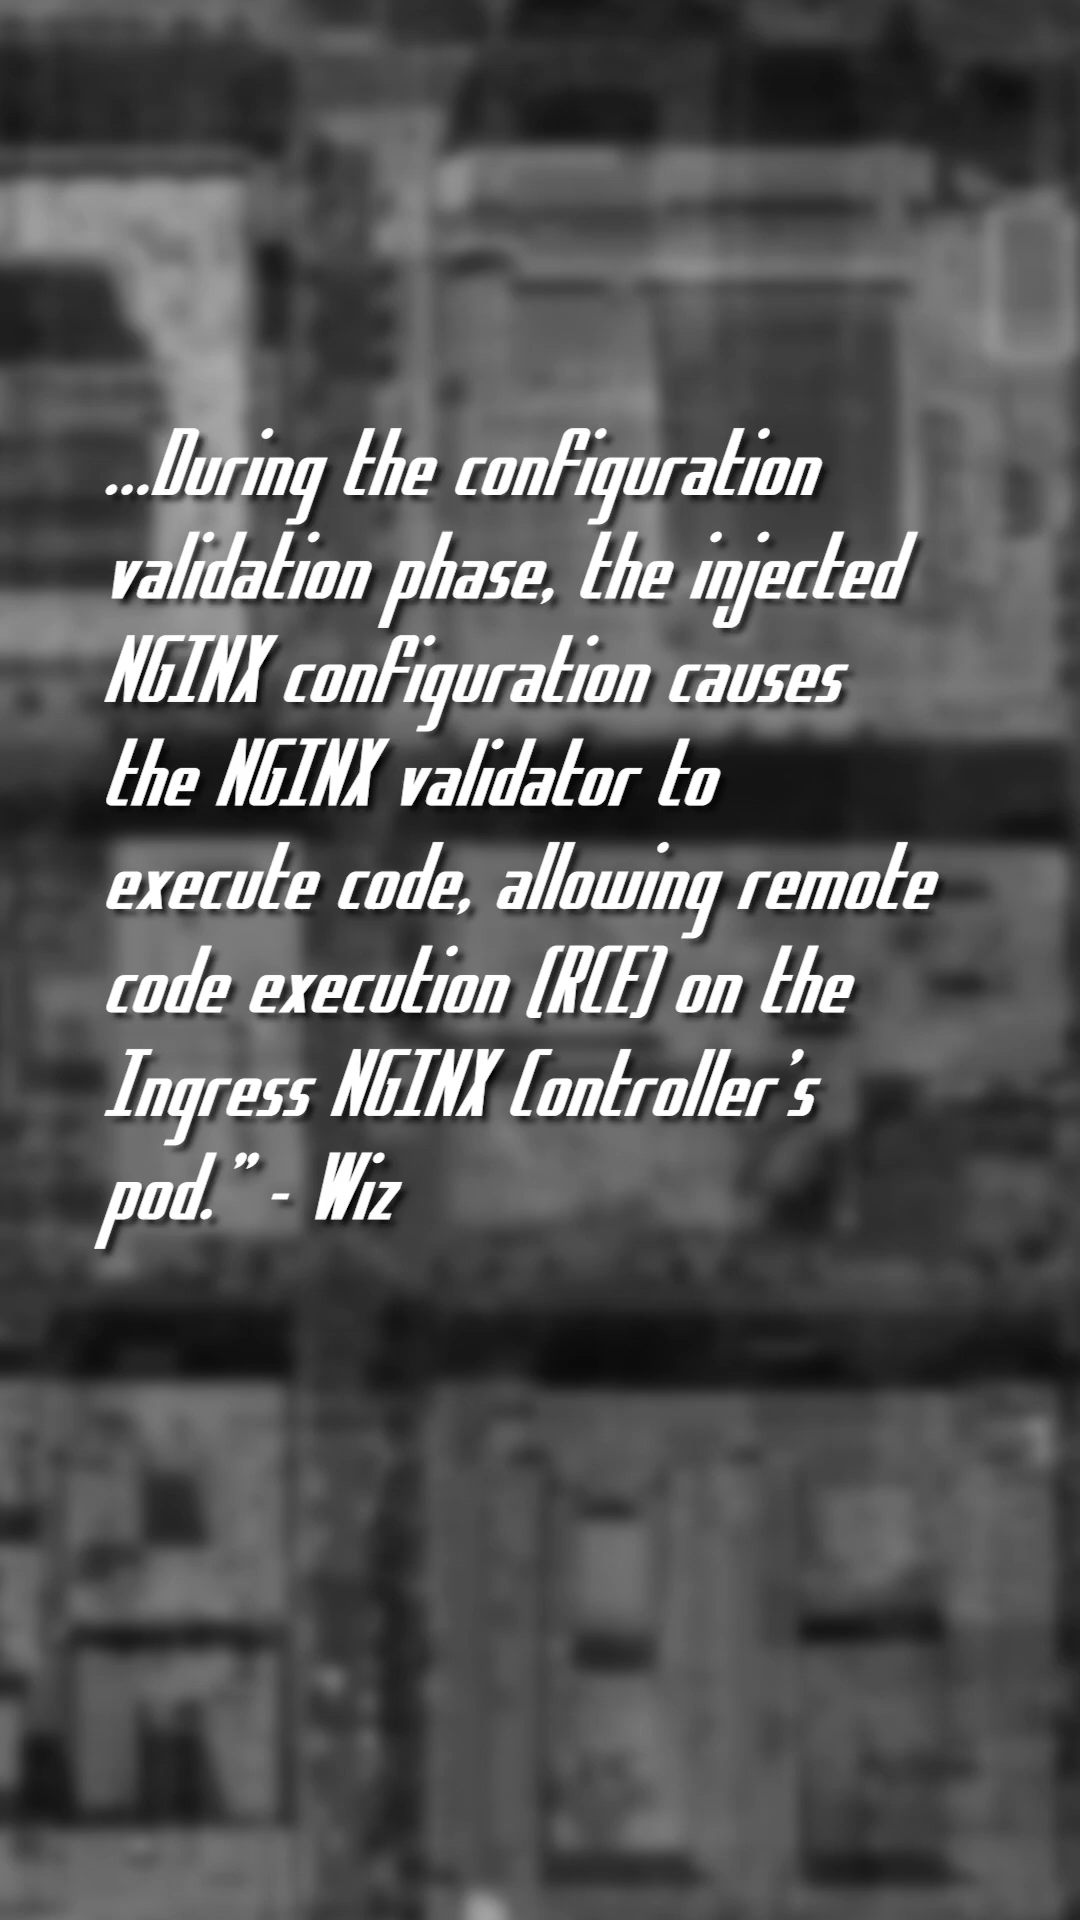 ...During the configuration
validation phase, the injected
NGINX configuration causes
the NGINX validator to
execute code, allowing remote
code execution (RCE) on the
Ingress NGINX Controller's
pod.” - Wiz